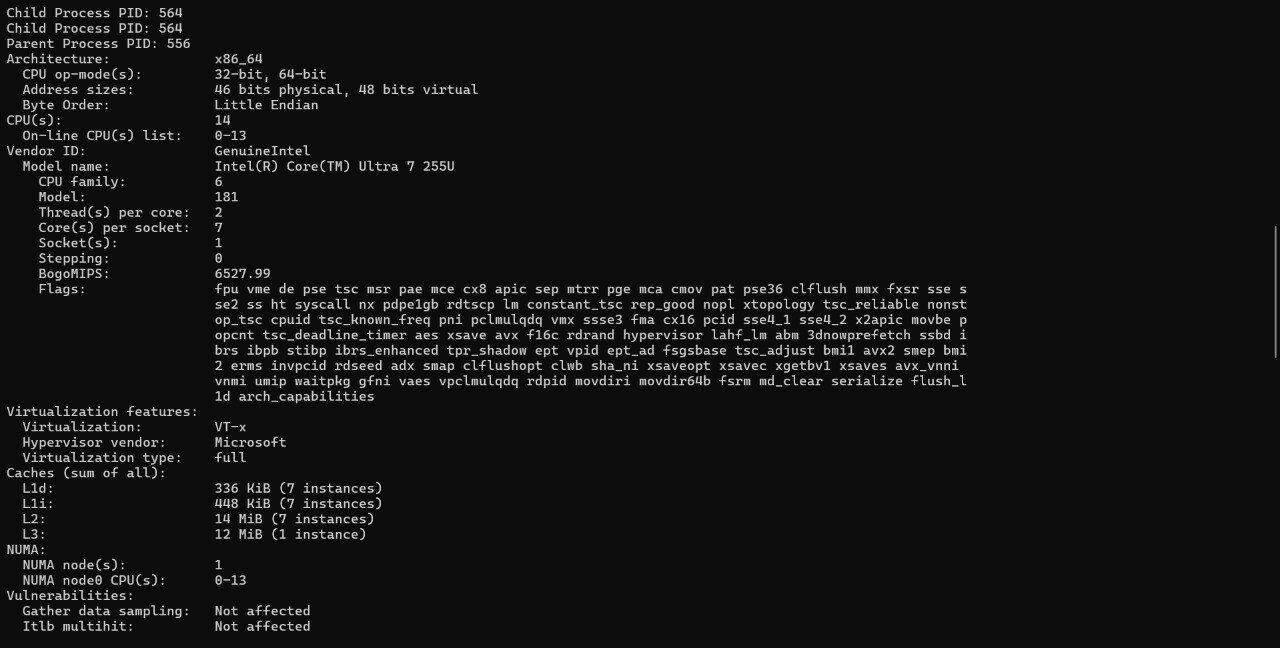 Child Process PID: 564
Child Process PID: 564
Parent Process PID: 556
Architecture:             x86_64
  CPU op-mode(s):         32-bit, 64-bit
  Address sizes:          46 bits physical, 48 bits virtual
  Byte Order:             Little Endian
CPU(s):                   14
  On-line CPU(s) list:    0-13
Vendor ID:                GenuineIntel
  Model name:             Intel(R) Core(TM) Ultra 7 255U
    CPU family:           6
    Model:                181
    Thread(s) per core:   2
    Core(s) per socket:   7
    Socket(s):            1
    Stepping:             0
    BogoMIPS:             6527.99
    Flags:                fpu vme de pse tsc msr pae mce cx8 apic sep mtrr pge mca cmov pat pse36 clflush mmx fxsr sse s
                          se2 ss ht syscall nx pdpe1gb rdtscp lm constant_tsc rep_good nopl xtopology tsc_reliable nonst
                          op_tsc cpuid tsc_known_freq pni pclmulqdq vmx ssse3 fma cx16 pcid sse4_1 sse4_2 x2apic movbe p
                          opcnt tsc_deadline_timer aes xsave avx f16c rdrand hypervisor lahf_lm abm 3dnowprefetch ssbd i
                          brs ibpb stibp ibrs_enhanced tpr_shadow ept vpid ept_ad fsgsbase tsc_adjust bmi1 avx2 smep bmi
                          2 erms invpcid rdseed adx smap clflushopt clwb sha_ni xsaveopt xsavec xgetbv1 xsaves avx_vnni
                          vnmi umip waitpkg gfni vaes vpclmulqdq rdpid movdiri movdir64b fsrm md_clear serialize flush_l
                          1d arch_capabilities
Virtualization features:
  Virtualization:         VT-x
  Hypervisor vendor:      Microsoft
  Virtualization type:    full
Caches (sum of all):
  L1d:                    336 KiB (7 instances)
  L1i:                    448 KiB (7 instances)
  L2:                     14 MiB (7 instances)
  L3:                     12 MiB (1 instance)
NUMA:
  NUMA node(s):           1
  NUMA node0 CPU(s):      0-13
Vulnerabilities:
  Gather data sampling:   Not affected
  Itlb multihit:          Not affected